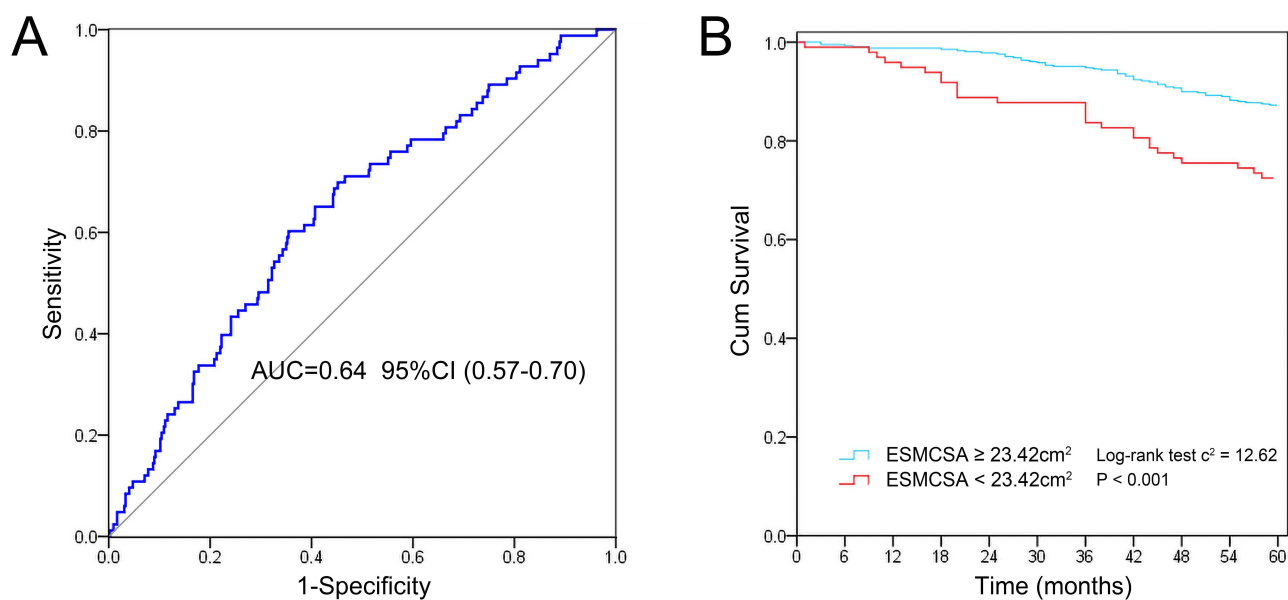 A
1.0
0.8
0.6
0.4
0.2
0.0
Sensitivity
AUC=0.64 95%CI (0.57-0.70)
0.0 0.2 0.4 0.6 0.8 1.0
1-Specificity
B
1.0
0.8
0.6
0.4
0.2
0.0
Cum Survival
ESMCSA ≥ 23.42cm² Log-rank test c² = 12.62
ESMCSA < 23.42cm² P < 0.001
0 6 12 18 24 30 36 42 48 54 60
Time (months)